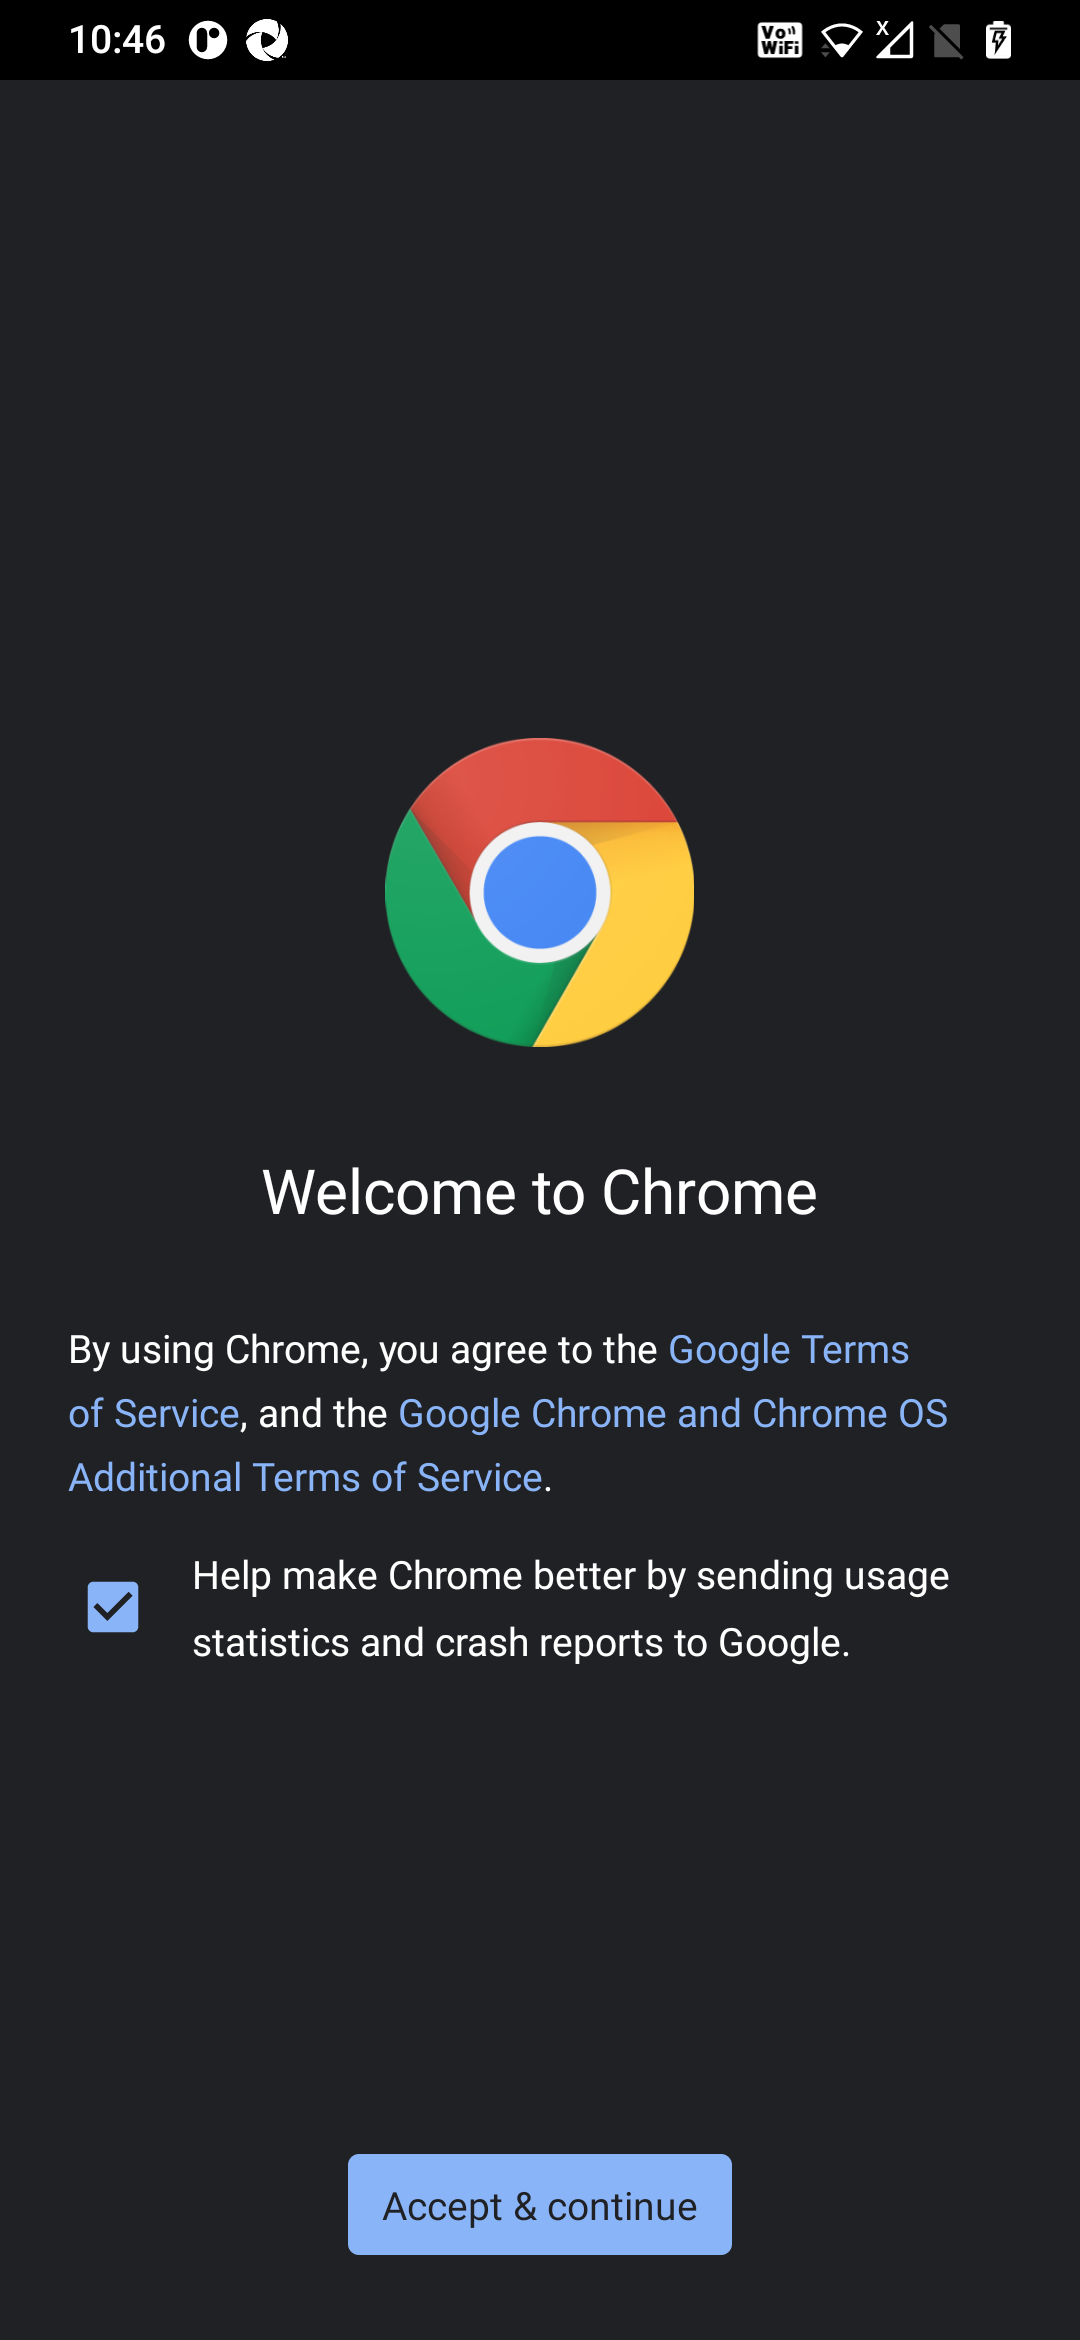 10:46
Vo
WiFi
X
Welcome to Chrome
By using Chrome, you agree to the Google Terms
of Service, and the Google Chrome and Chrome OS
Additional Terms of Service.
Help make Chrome better by sending usage
statistics and crash reports to Google.
Accept & continue